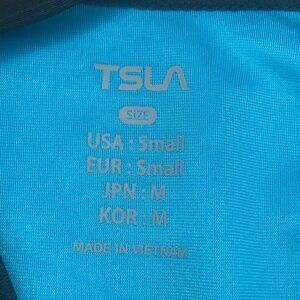 TSLA
SIZE
USA : Small
EUR : Small
JPN : M
KOR : M
MADE IN VIETNAM